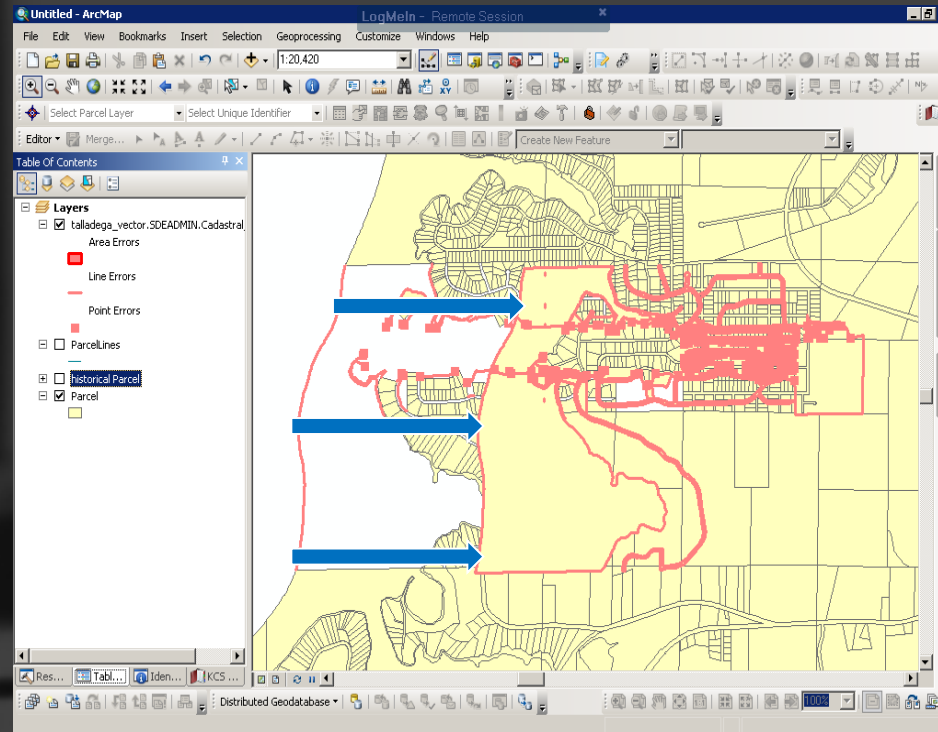 Untitled - ArcMap
LogMeIn - Remote Session
File Edit View Bookmarks Insert Selection Geoprocessing Customize Windows Help
1:20,420
Select Parcel Layer Select Unique Identifier
Editor Merge... Create New Feature
Table Of Contents
Layers
talladega_vector.SDEADMIN.Cadastral_
Area Errors
Line Errors
Point Errors
ParcelLines
historical Parcel
Parcel
Res... Tabl... Iden... KCS ...
Distributed Geodatabase 100%